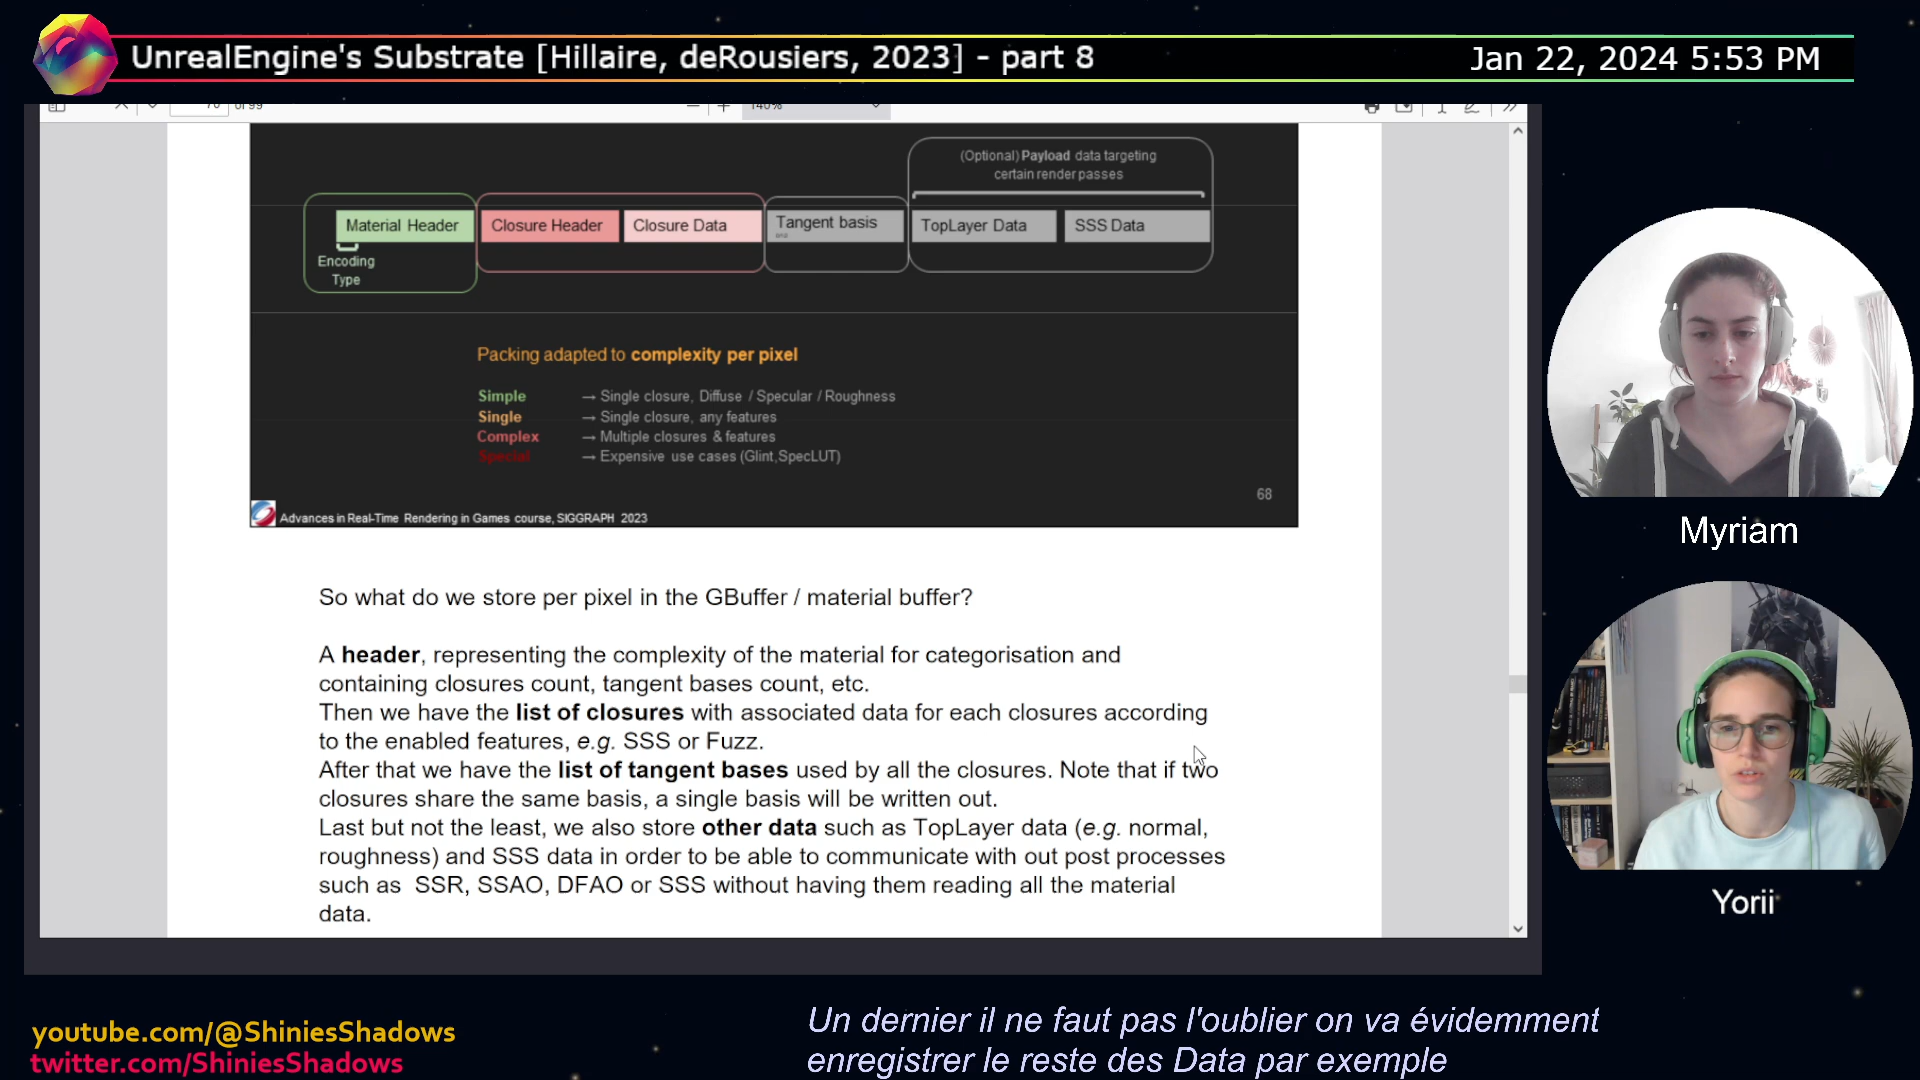 UnrealEngine's Substrate [Hillaire, deRousiers, 2023] - part 8
Jan 22, 2024 5:53 PM
70 of 99
140%
(Optional) Payload data targeting
certain render passes
Material Header
Closure Header
Closure Data
Tangent basis
TopLayer Data
SSS Data
Encoding
Type
Packing adapted to complexity per pixel
Simple → Single closure, Diffuse / Specular / Roughness
Single → Single closure, any features
Complex → Multiple closures & features
Special → Expensive use cases (Glint,SpecLUT)
68
Advances in Real-Time Rendering in Games course, SIGGRAPH 2023
So what do we store per pixel in the GBuffer / material buffer?
A header, representing the complexity of the material for categorisation and
containing closures count, tangent bases count, etc.
Then we have the list of closures with associated data for each closures according
to the enabled features, e.g. SSS or Fuzz.
After that we have the list of tangent bases used by all the closures. Note that if two
closures share the same basis, a single basis will be written out.
Last but not the least, we also store other data such as TopLayer data (e.g. normal,
roughness) and SSS data in order to be able to communicate with out post processes
such as SSR, SSAO, DFAO or SSS without having them reading all the material
data.
Myriam
Yorii
youtube.com/@ShiniesShadows
twitter.com/ShiniesShadows
Un dernier il ne faut pas l'oublier on va évidemment
enregistrer le reste des Data par exemple